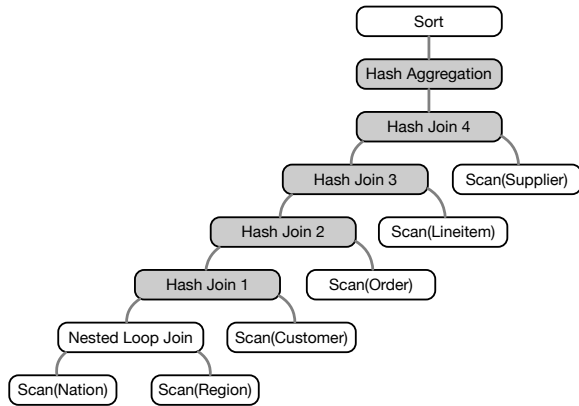 Sort
Hash Aggregation
Hash Join 4
Hash Join 3
Scan(Supplier)
Hash Join 2
Scan(Lineitem)
Hash Join 1
Scan(Order)
Nested Loop Join
Scan(Customer)
Scan(Nation)
Scan(Region)